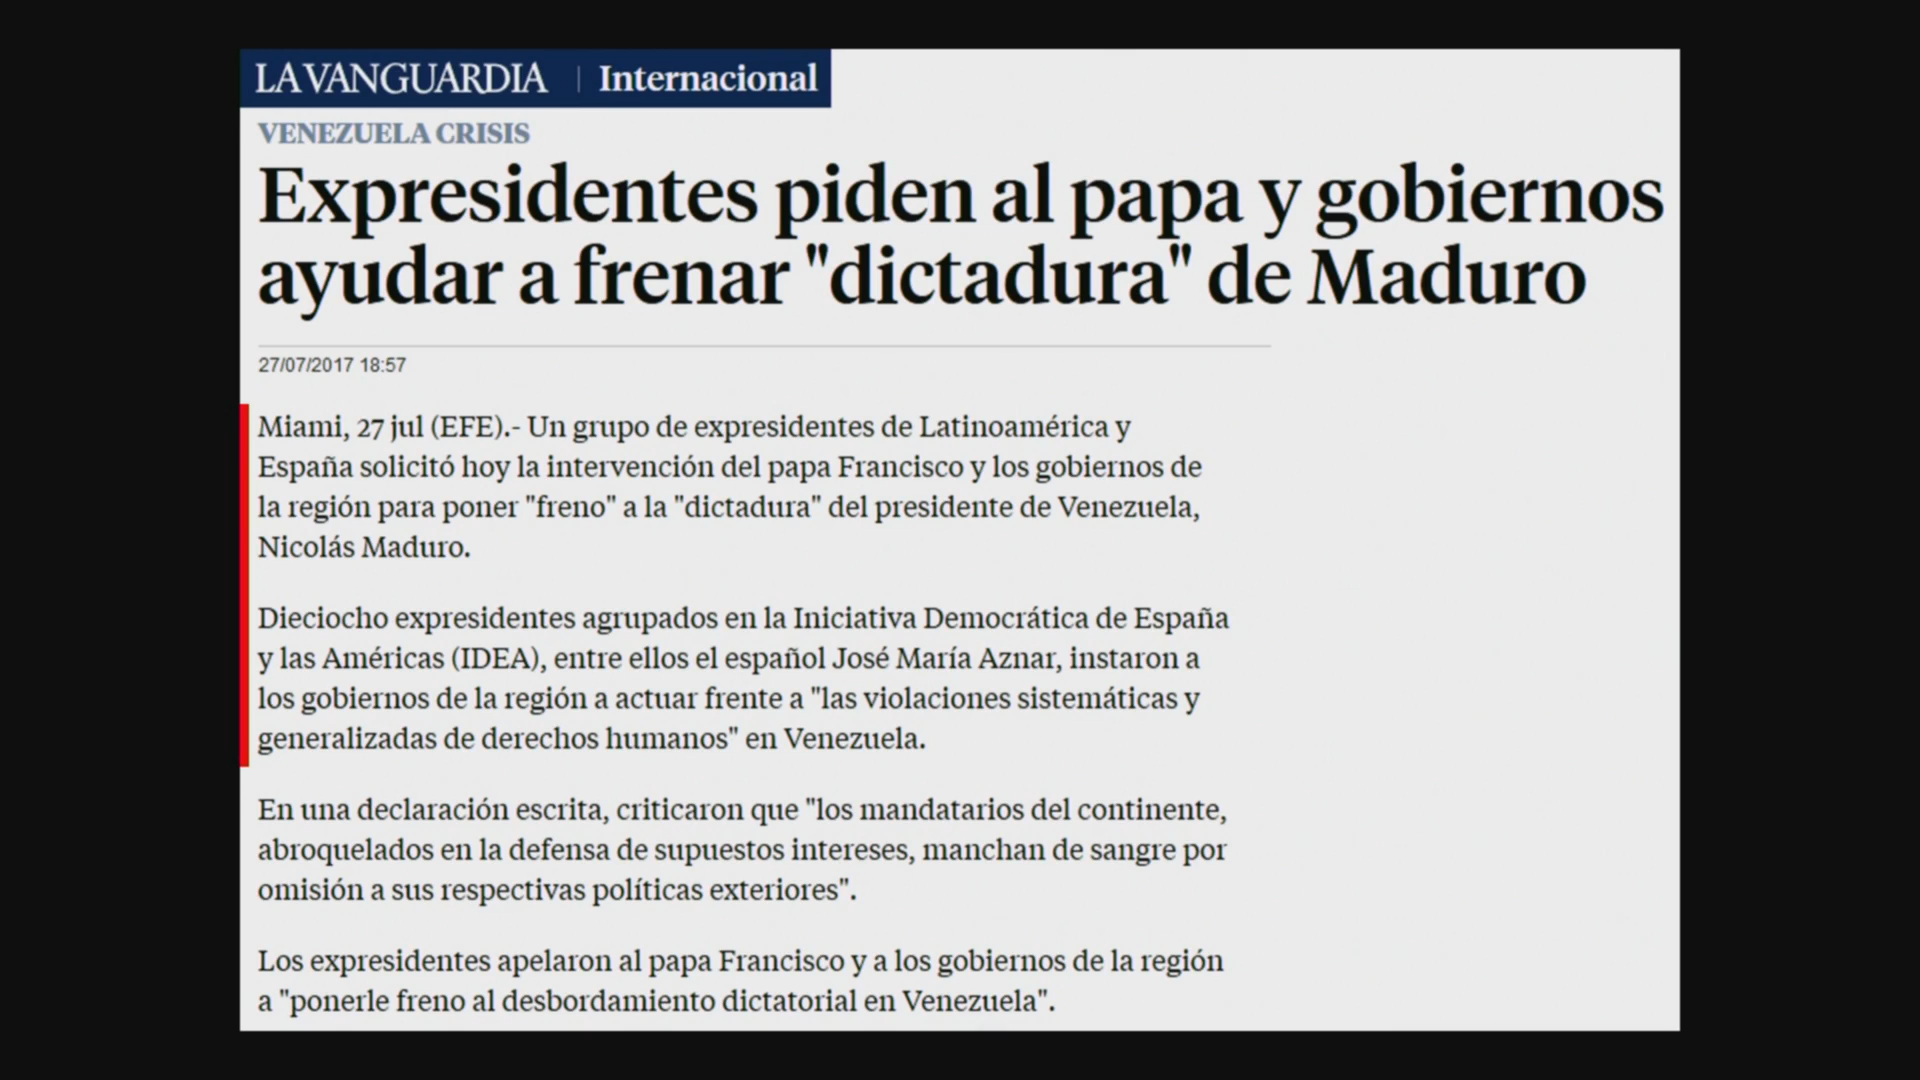 LA VANGUARDIA | Internacional
VENEZUELA CRISIS
Expresidentes piden al papa y gobiernos
ayudar a frenar "dictadura" de Maduro
27/07/2017 18:57
Miami, 27 jul (EFE).- Un grupo de expresidentes de Latinoamérica y
España solicitó hoy la intervención del papa Francisco y los gobiernos de
la región para poner "freno" a la "dictadura" del presidente de Venezuela,
Nicolás Maduro.
Dieciocho expresidentes agrupados en la Iniciativa Democrática de España
y las Américas (IDEA), entre ellos el español José María Aznar, instaron a
los gobiernos de la región a actuar frente a "las violaciones sistemáticas y
generalizadas de derechos humanos" en Venezuela.
En una declaración escrita, criticaron que "los mandatarios del continente,
abroquelados en la defensa de supuestos intereses, manchan de sangre por
omisión a sus respectivas políticas exteriores".
Los expresidentes apelaron al papa Francisco y a los gobiernos de la región
a "ponerle freno al desbordamiento dictatorial en Venezuela".